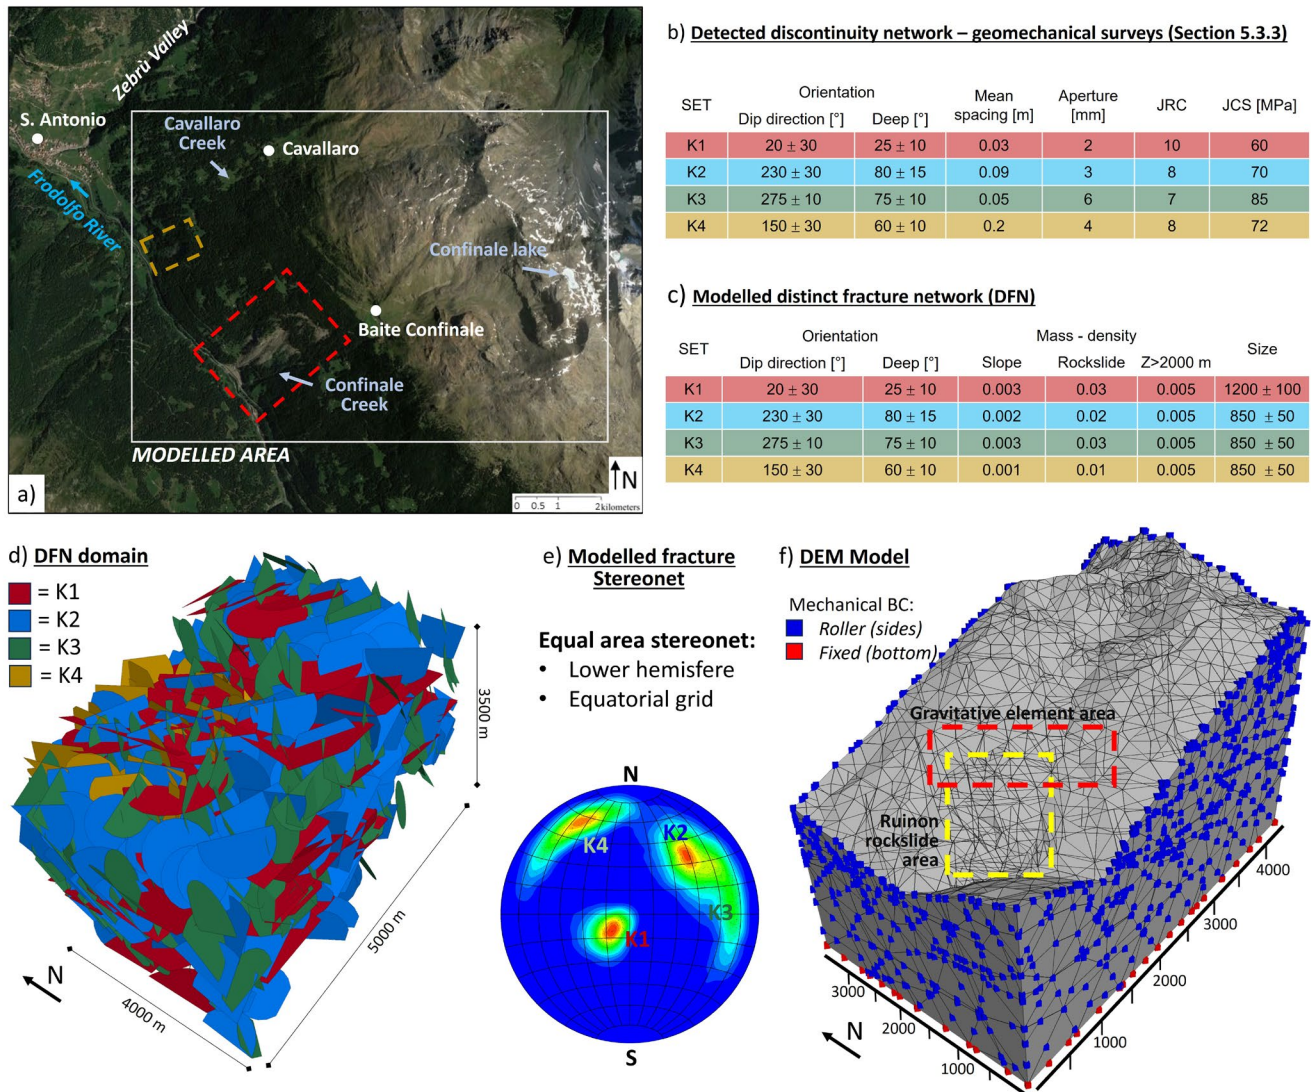 Zebrù Valley
S. Antonio
Cavallaro
Creek
Cavallaro
Frodolfo River
Confinale lake
Baite Confinale
Confinale
Creek
MODELLED AREA
a)
N
0 0.5 1 2 kilometers
b) Detected discontinuity network – geomechanical surveys (Section 5.3.3)
SET Orientation Mean spacing [m] Aperture [mm] JRC JCS [MPa]
Dip direction [°] Deep [°]
K1 20 ± 30 25 ± 10 0.03 2 10 60
K2 230 ± 30 80 ± 15 0.09 3 8 70
K3 275 ± 10 75 ± 10 0.05 6 7 85
K4 150 ± 30 60 ± 10 0.2 4 8 72
c) Modelled distinct fracture network (DFN)
SET Orientation Mass - density Size
Dip direction [°] Deep [°] Slope Rockslide Z>2000 m
K1 20 ± 30 25 ± 10 0.003 0.03 0.005 1200 ± 100
K2 230 ± 30 80 ± 15 0.002 0.02 0.005 850 ± 50
K3 275 ± 10 75 ± 10 0.003 0.03 0.005 850 ± 50
K4 150 ± 30 60 ± 10 0.001 0.01 0.005 850 ± 50
d) DFN domain
= K1
= K2
= K3
= K4
3500 m
5000 m
4000 m
N
e) Modelled fracture
Stereonet
Equal area stereonet:
• Lower hemisfere
• Equatorial grid
N
K4
K2
K3
K1
S
f) DEM Model
Mechanical BC:
Roller (sides)
Fixed (bottom)
Gravitative element area
Ruinon
rockslide
area
4000
3000
2000
1000
3000
2000
1000
N